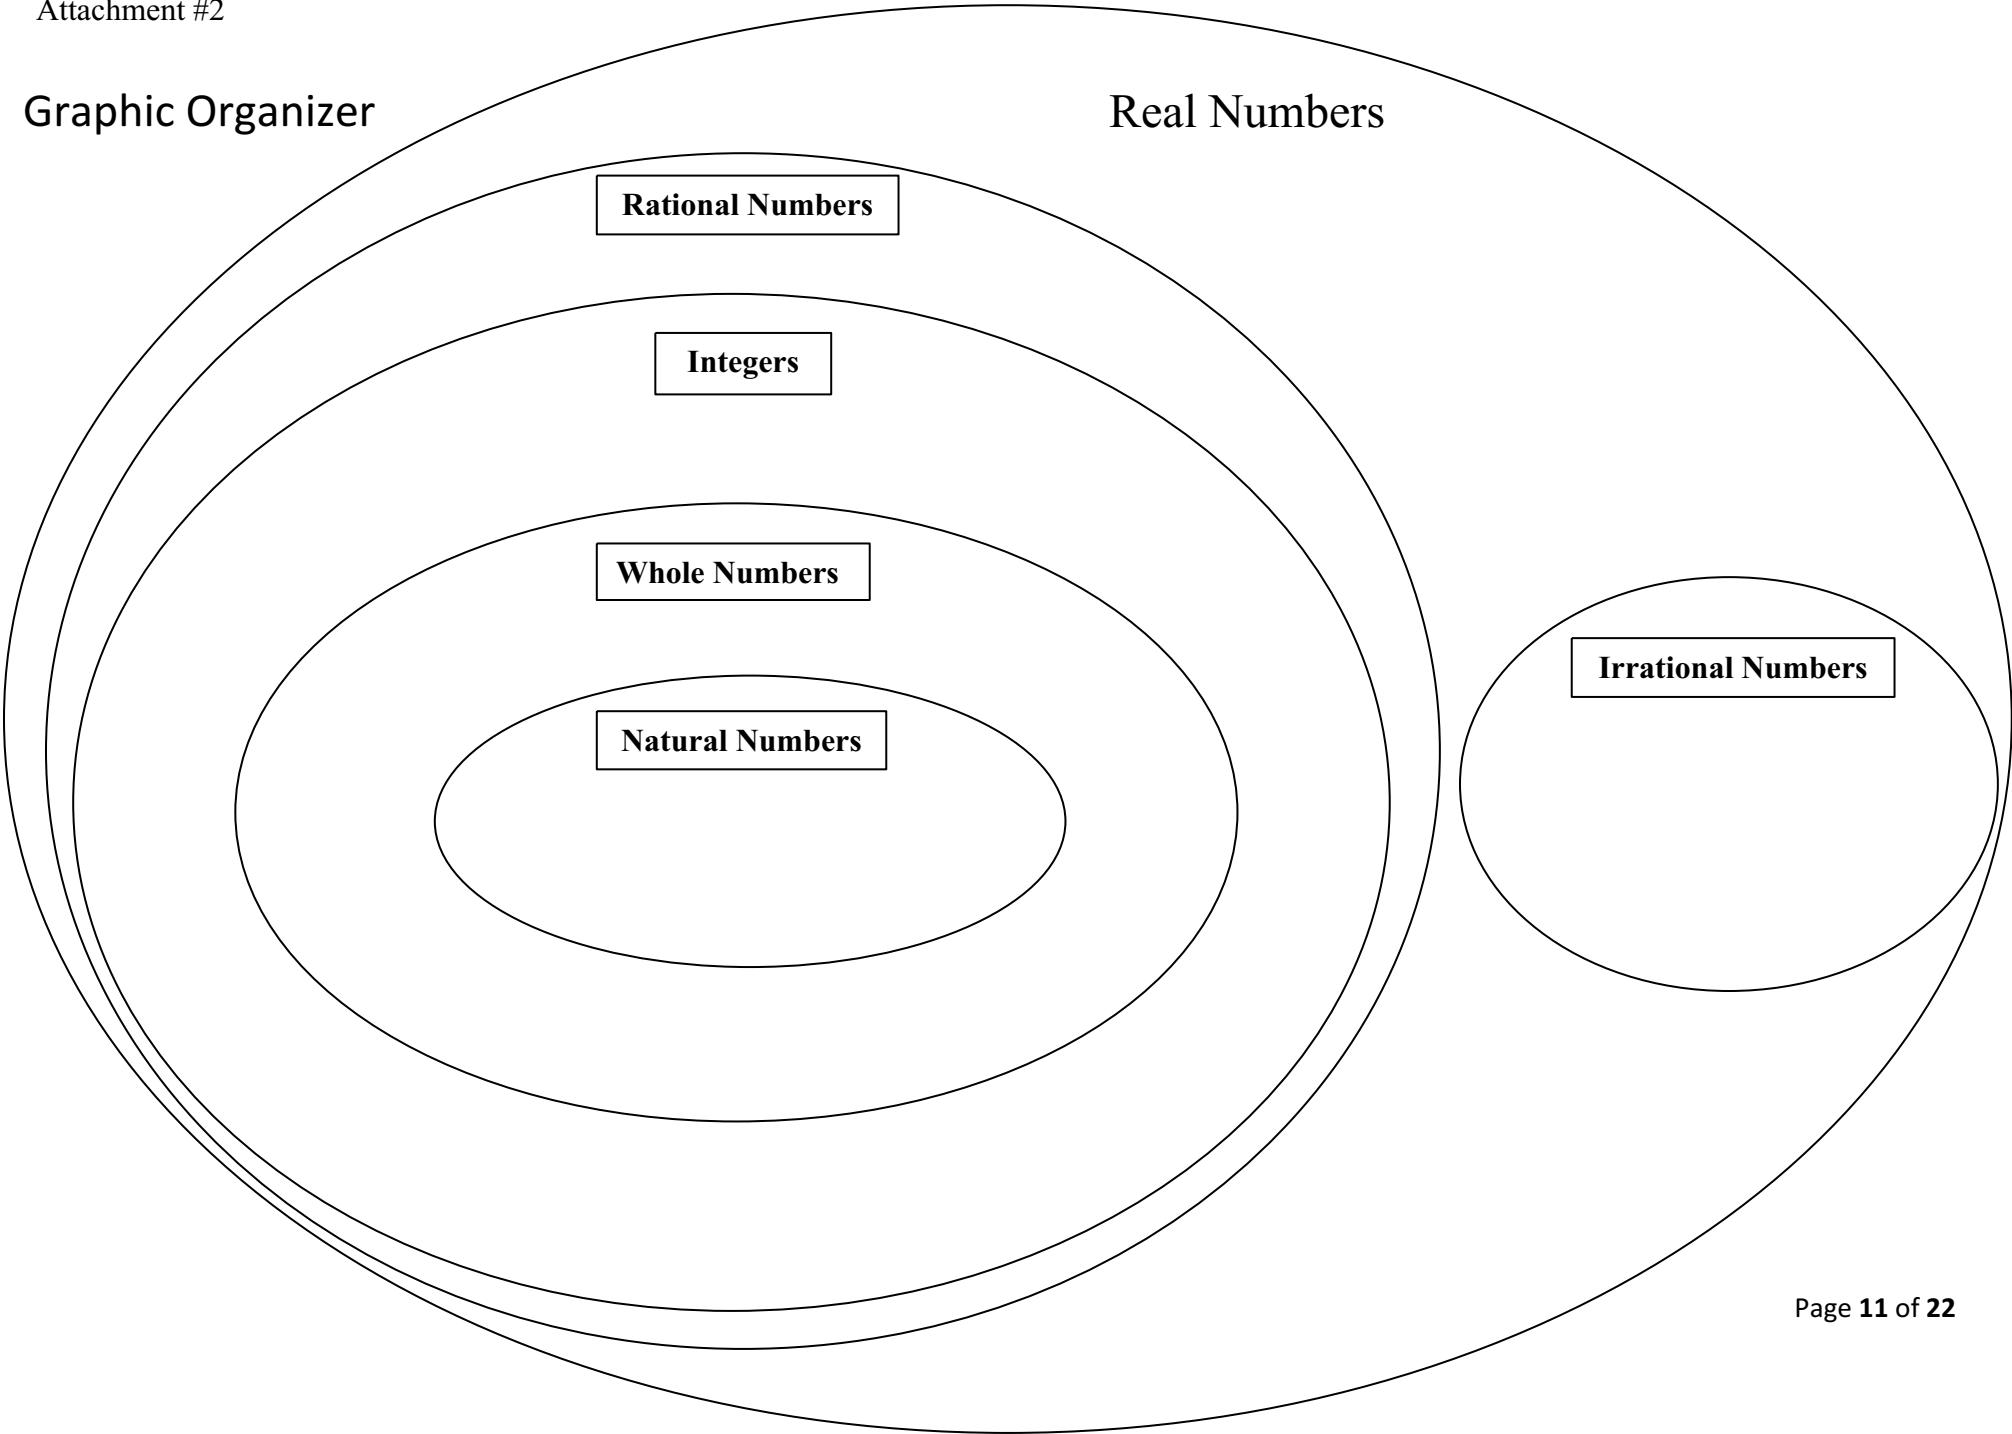 Attachment #2
Graphic Organizer
Real Numbers
Rational Numbers
Integers
Whole Numbers
Natural Numbers
Irrational Numbers
Page 11 of 22